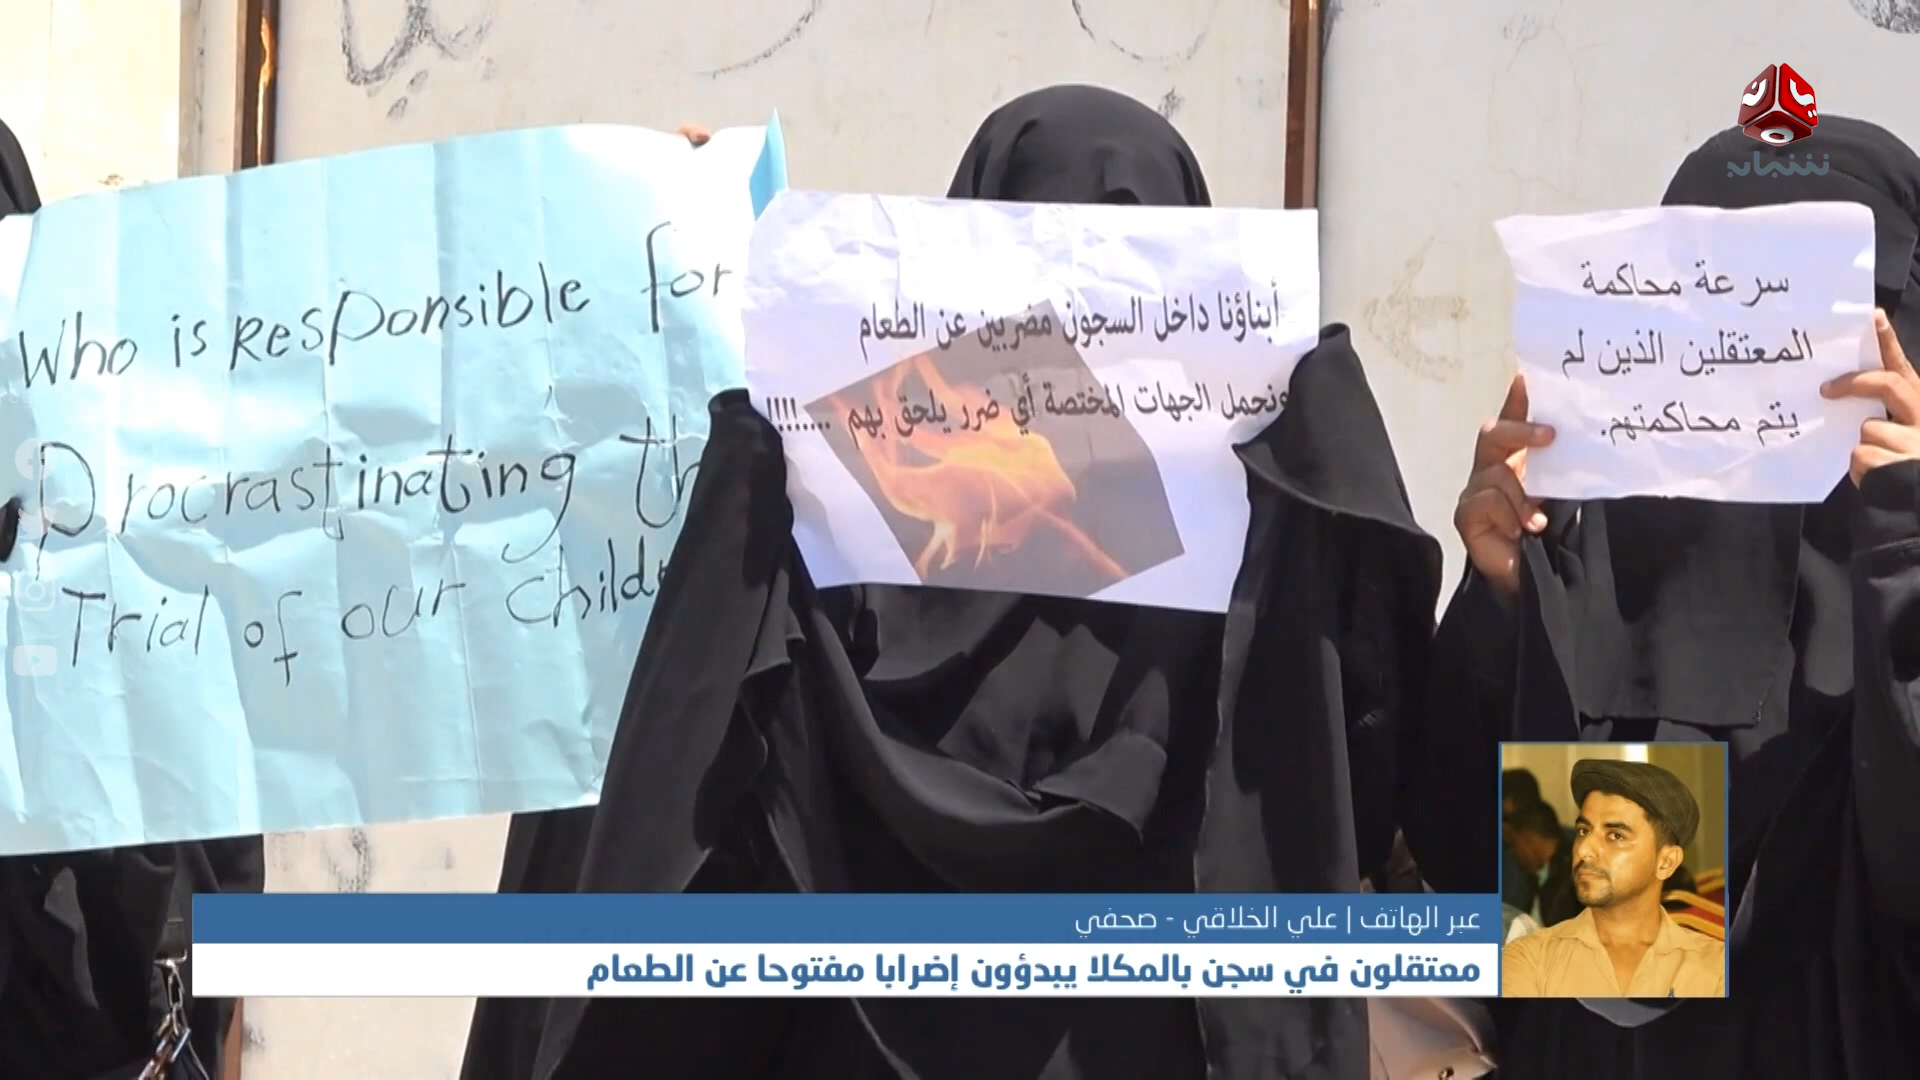 Who is Responsible for
Procrastinating
Trial of our
أبناؤنا داخل السجون مضربين عن الطعام
ونحمل الجهات المختصة أي ضرر يلحق بهم ....!!!!
سرعة محاكمة
المعتقلين الذين لم
يتم محاكمتهم.
عبر الهاتف | علي الخلاقي - صحفي
معتقلون في سجن بالمكلا يبدؤون إضرابا مفتوحا عن الطعام